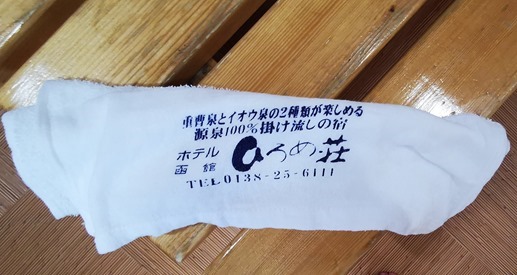 重曹泉とイオウ泉の2種類が楽しめる
源泉100%掛け流しの宿
ホテル函館ひろめ荘
TEL0138-25-6111